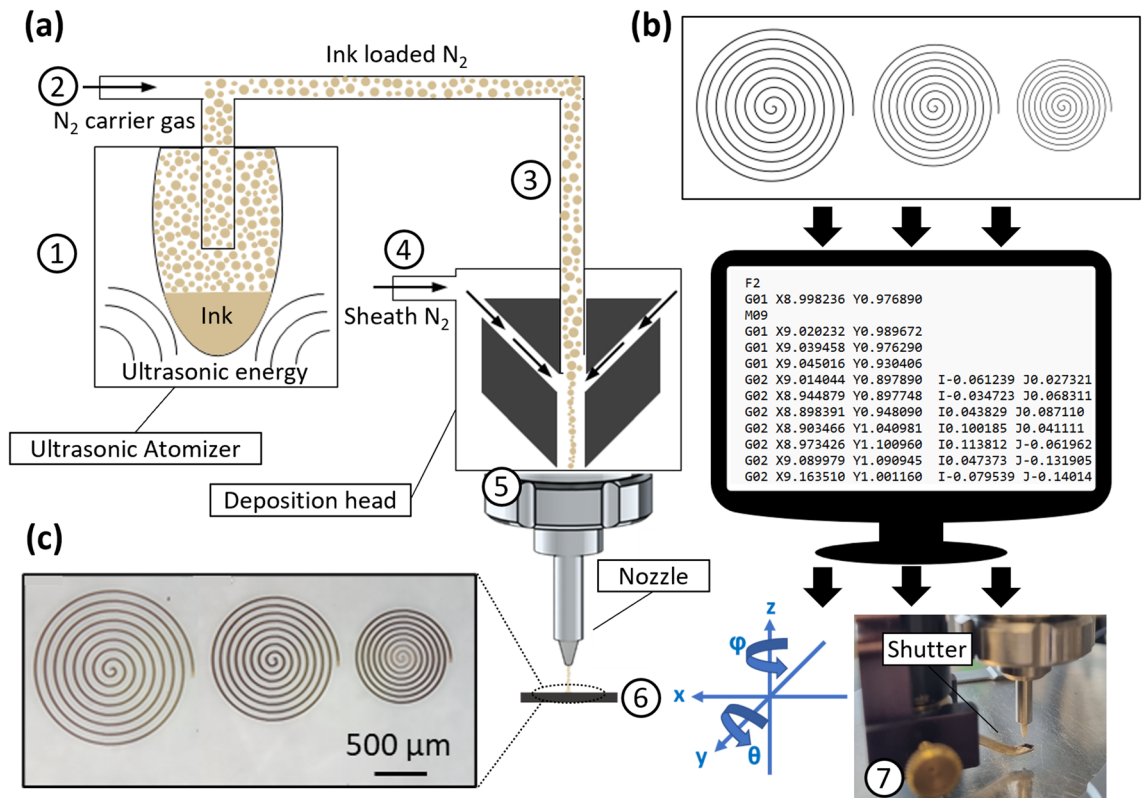 (a)
Ink loaded N2
2
N2 carrier gas
3
1
4
Ink
Sheath N2
Ultrasonic energy
Ultrasonic Atomizer
Deposition head
5
Nozzle
6
(b)
F2
G01 X8.998236 Y0.976890
M09
G01 X9.020232 Y0.989672
G01 X9.039458 Y0.976290
G01 X9.045016 Y0.930406
G02 X9.014044 Y0.897890 I-0.061239 J0.027321
G02 X8.944879 Y0.897748 I-0.034723 J0.068311
G02 X8.898391 Y0.948090 I0.043829 J0.087110
G02 X8.903466 Y1.040981 I0.100185 J0.041111
G02 X8.973426 Y1.100960 I0.113812 J-0.061962
G02 X9.089979 Y1.090945 I0.047373 J-0.131905
G02 X9.163510 Y1.001160 I-0.079539 J-0.14014
z
φ
x
y
θ
Shutter
7
(c)
500 μm